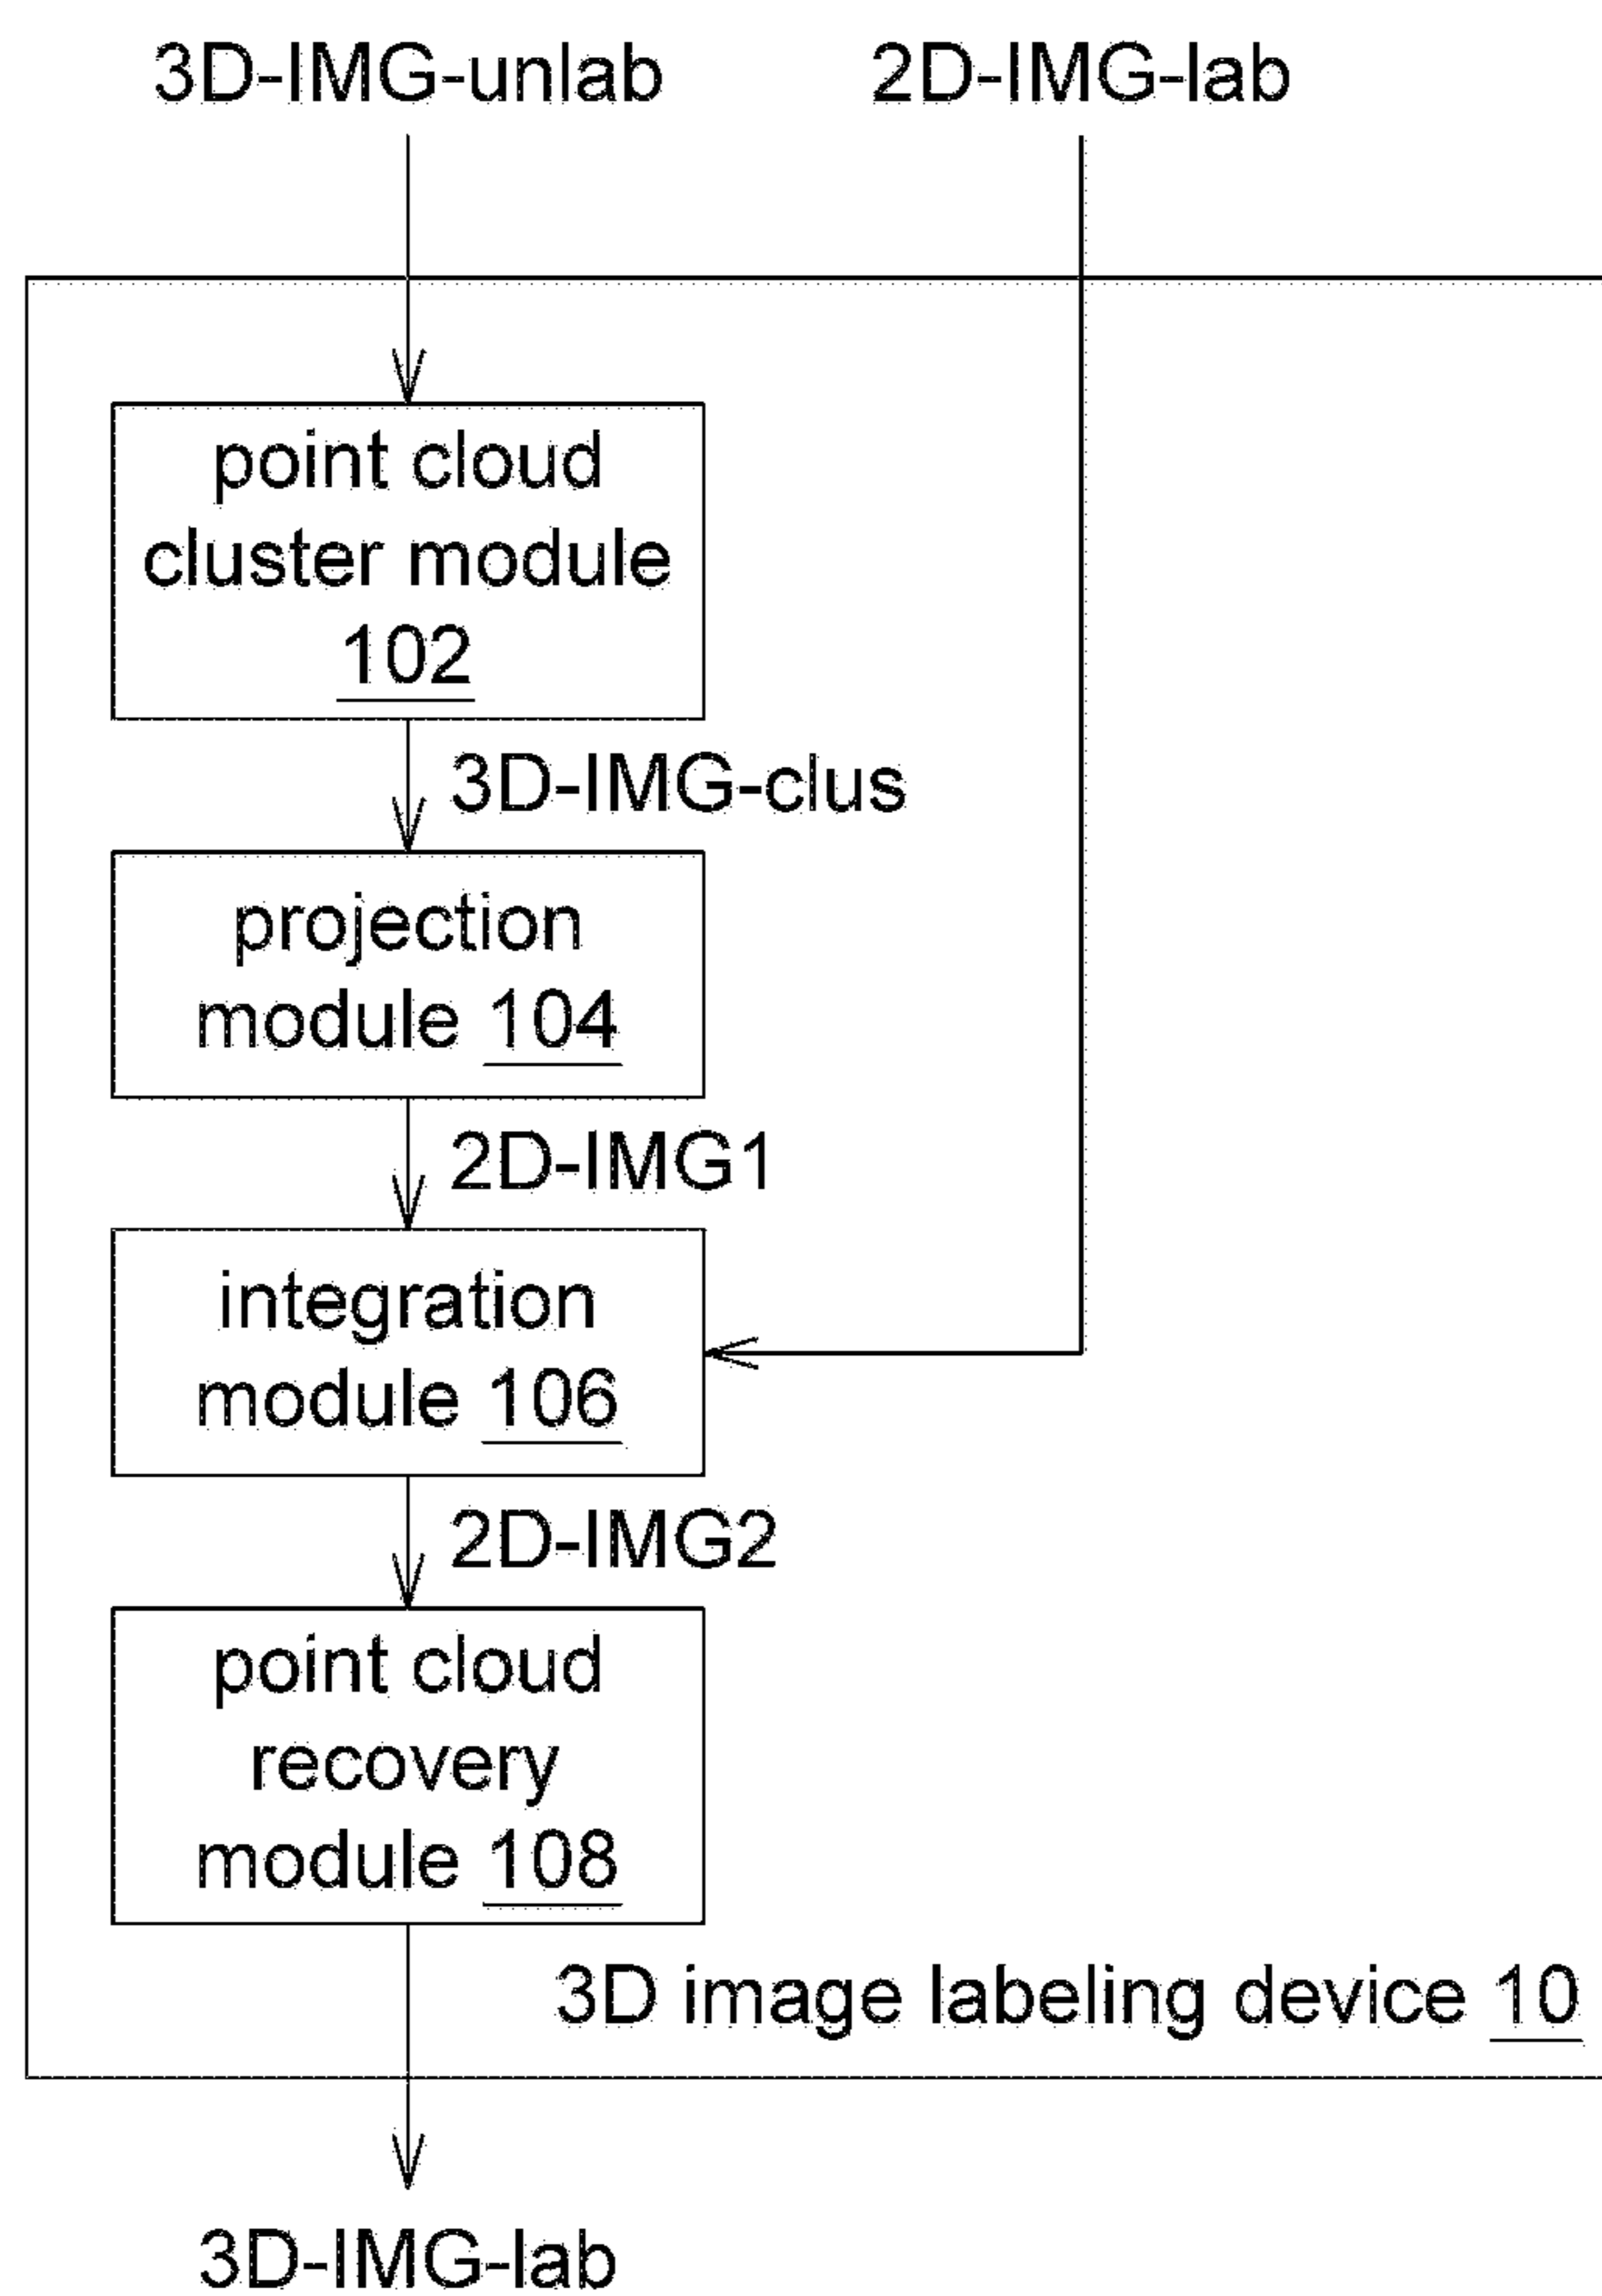 3D-IMG-unlab
2D-IMG-lab
point cloud
cluster module
102
3D-IMG-clus
projection
module 104
2D-IMG1
integration
module 106
2D-IMG2
point cloud
recovery
module 108
3D image labeling device 10
3D-IMG-lab